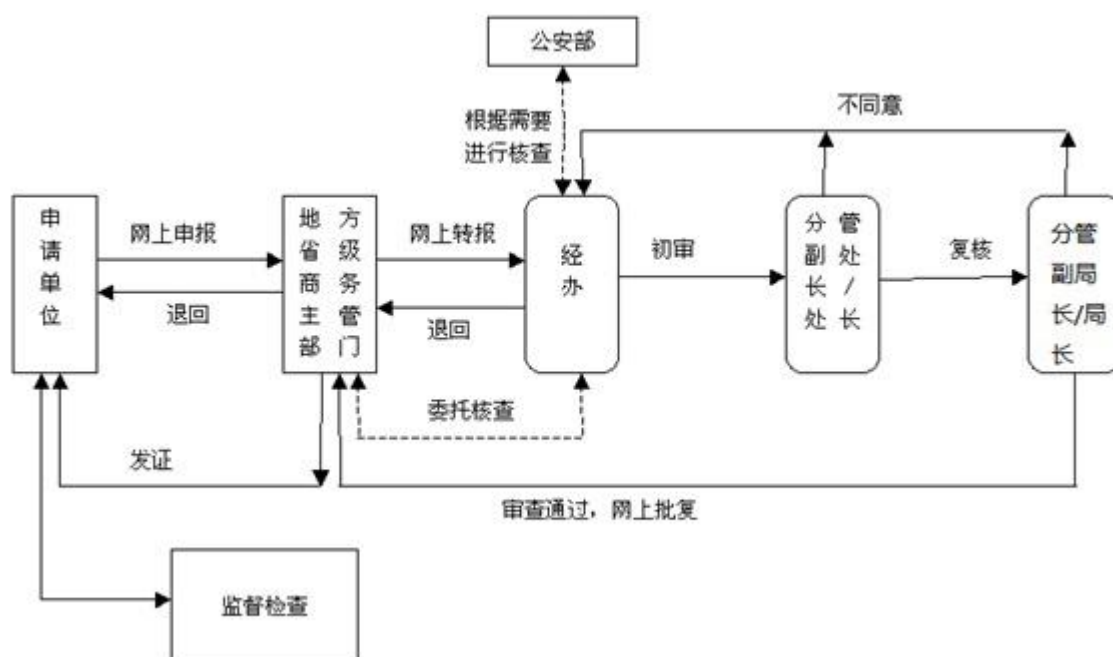 公安部
根据需要
进行核查
不同意
申
请
单
位
网上申报
退回
地 方
省 级
商 务
主 管
部 门
网上转报
退回
经
办
初审
分 管
副 处
长 /
处 长
复核
分管
副局
长/局
长
委托核查
发证
审查通过，网上批复
监督检查